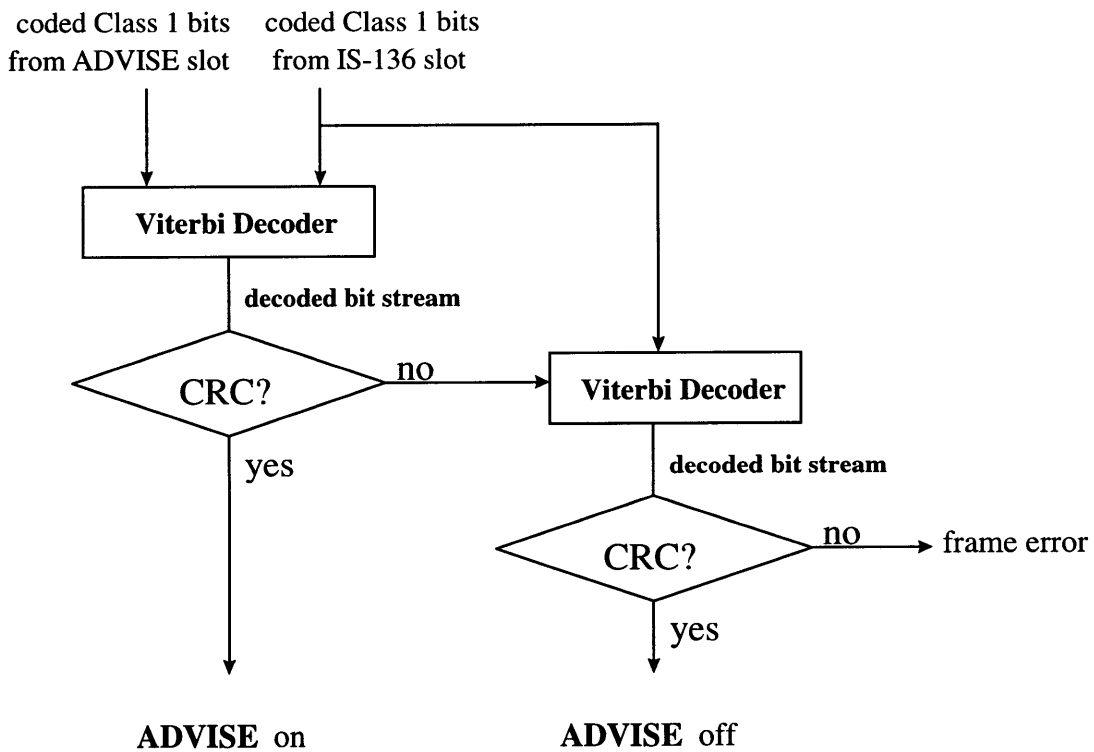 coded Class 1 bits
from ADVISE slot
coded Class 1 bits
from IS-136 slot
Viterbi Decoder
decoded bit stream
CRC?
no
yes
Viterbi Decoder
decoded bit stream
CRC?
no
frame error
yes
ADVISE on
ADVISE off